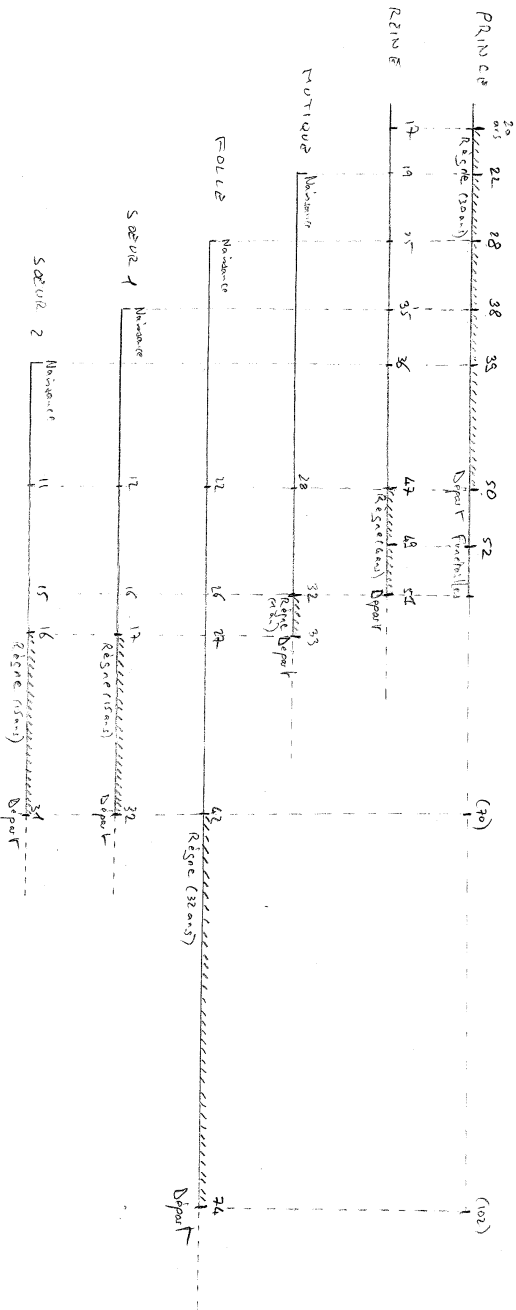 PRINCE
20 ans 22 28 38 39 50 52 (70) (102)
Règne (30 ans) Départ Funérailles
REINE
17 19 25 35 36 47 49 51
Règne (4 ans) Départ
MUTIQUE
Naissance 28 32 33
Règne Départ
FOLLE
Naissance 22 26 27 42 74
Règne (32 ans) Départ
SŒUR 1
Naissance 12 16 17 32
Règne (15 ans) Départ
SŒUR 2
Naissance 11 15 16 31
Règne (15 ans) Départ